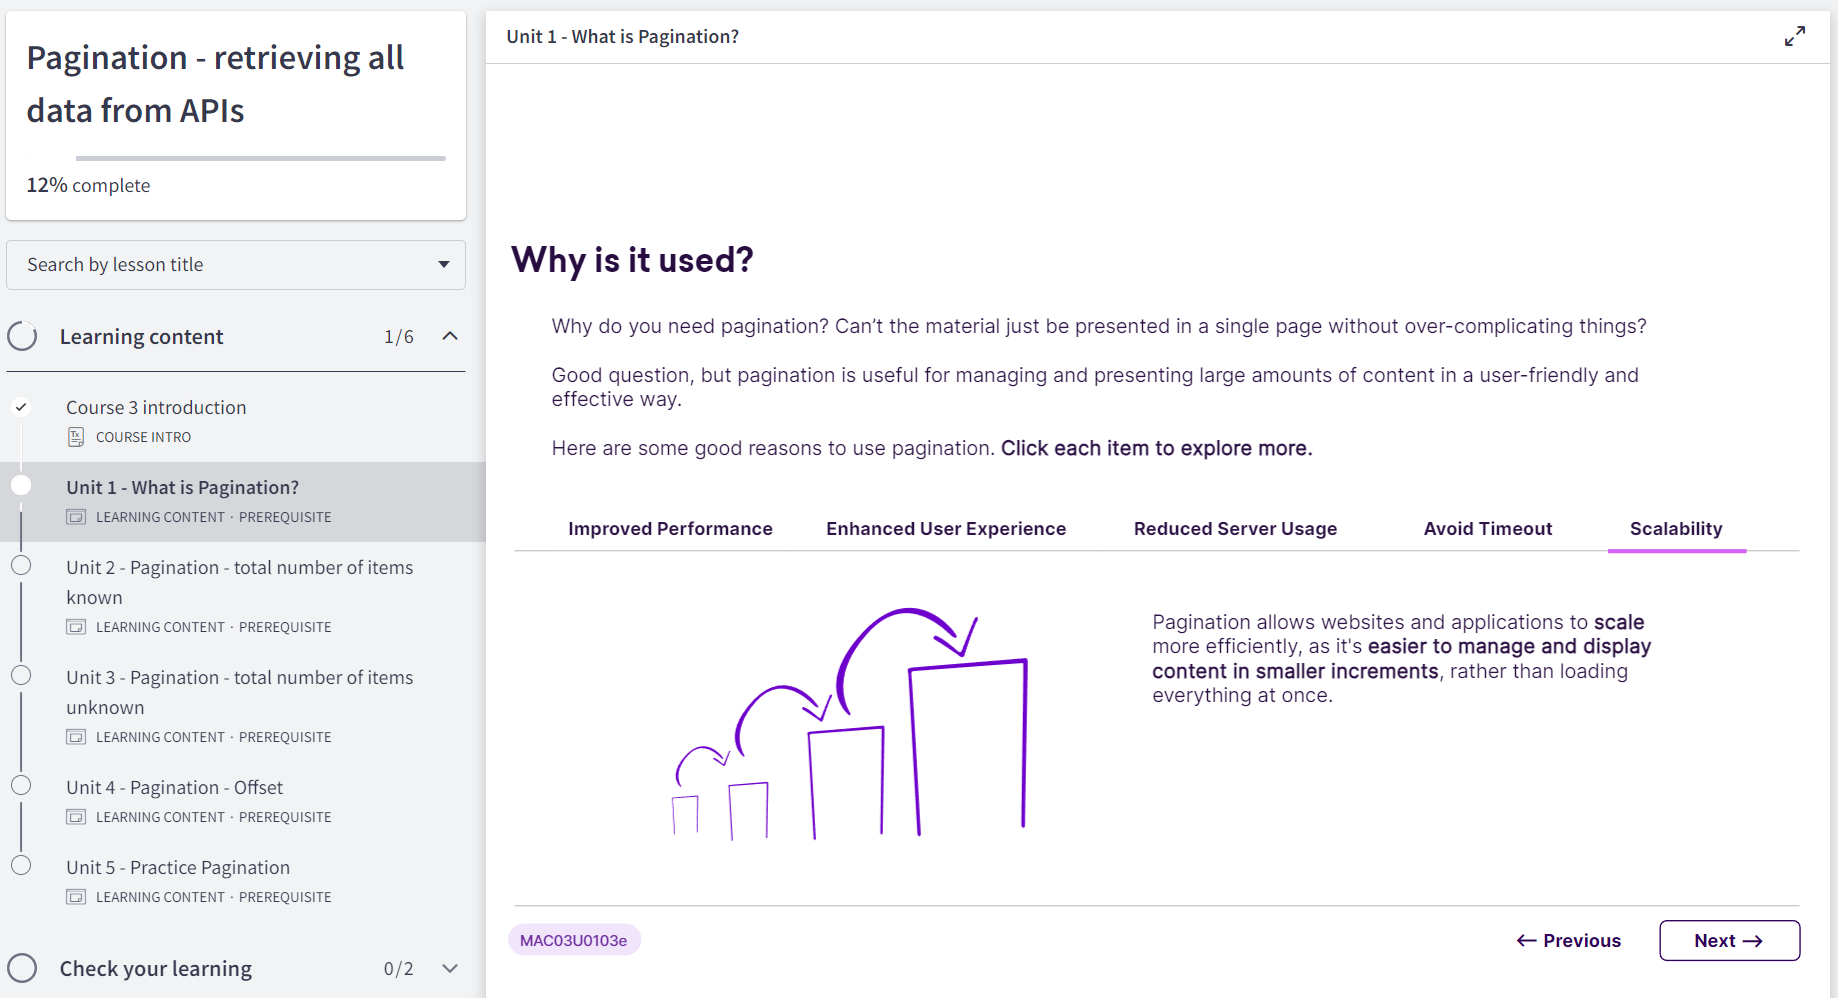 Pagination - retrieving all
data from APIs
12% complete
Search by lesson title
Learning content 1/6
Course 3 introduction
COURSE INTRO
Unit 1 - What is Pagination?
LEARNING CONTENT · PREREQUISITE
Unit 2 - Pagination - total number of items
known
LEARNING CONTENT · PREREQUISITE
Unit 3 - Pagination - total number of items
unknown
LEARNING CONTENT · PREREQUISITE
Unit 4 - Pagination - Offset
LEARNING CONTENT · PREREQUISITE
Unit 5 - Practice Pagination
LEARNING CONTENT · PREREQUISITE
Check your learning 0/2
Unit 1 - What is Pagination?
Why is it used?
Why do you need pagination? Can’t the material just be presented in a single page without over-complicating things?
Good question, but pagination is useful for managing and presenting large amounts of content in a user-friendly and
effective way.
Here are some good reasons to use pagination. Click each item to explore more.
Improved Performance Enhanced User Experience Reduced Server Usage Avoid Timeout Scalability
Pagination allows websites and applications to scale
more efficiently, as it's easier to manage and display
content in smaller increments, rather than loading
everything at once.
MAC03U0103e
← Previous Next →